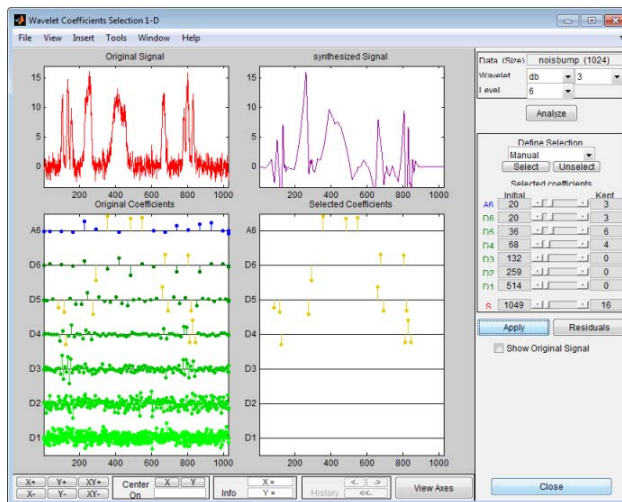 Wavelet Coefficients Selection 1-D
File View Insert Tools Window Help
Original Signal
synthesized Signal
15
10
5
0
200 400 600 800 1000
15
10
5
0
200 400 600 800 1000
Original Coefficients
Selected Coefficients
A6
D6
D5
D4
D3
D2
D1
0 200 400 600 800 1000
A6
D6
D5
D4
D3
D2
D1
200 400 600 800 1000
Data (Size) noisbump (1024)
Wavelet db 3
Level 6
Analyze
Define Selection
Manual
Select Unselect
Selected coefficients
Initial Kept
A6 20 3
D6 20 3
D5 36 6
D4 68 4
D3 132 0
D2 259 0
D1 514 0
S 1049 16
Apply Residuals
Show Original Signal
X+ Y+ XY+
X- Y- XY-
Center On X Y
Info X = Y =
History <- -> <<-
View Axes
Close